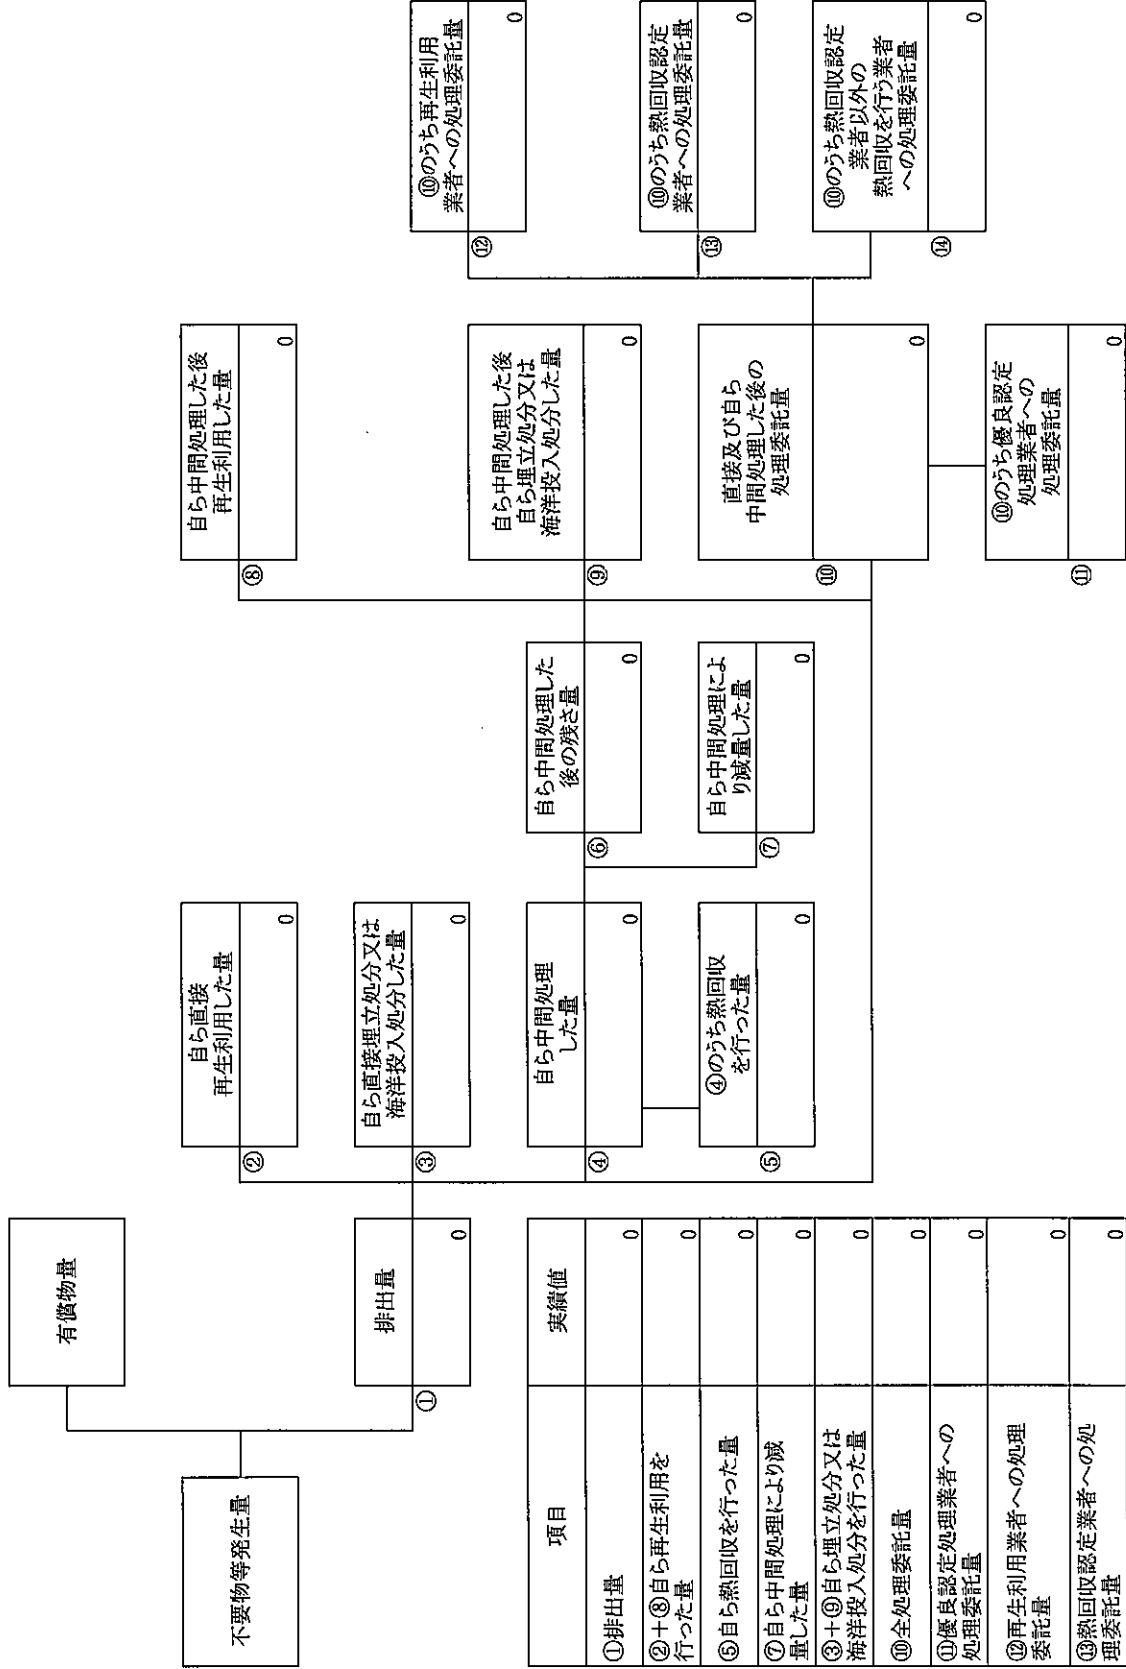 不要物等発生量
有償物量
①
排出量
0
②
自ら直接
再生利用した量
0
③
自ら直接埋立処分又は
海洋投入処分した量
0
④
自ら中間処理
した量
0
⑤
④のうち熱回収
を行った量
0
⑥
自ら中間処理した
後の残さ量
0
⑦
自ら中間処理によ
り減量した量
0
⑧
自ら中間処理した後
再生利用した量
0
⑨
自ら中間処理した後
自ら埋立処分又は
海洋投入処分した量
0
⑩
直接及び自ら
中間処理した後の
処理委託量
0
⑪
⑩のうち優良認定
処理業者への
処理委託量
0
⑫
⑩のうち再生利用
業者への処理委託量
0
⑬
⑩のうち熱回収認定
業者への処理委託量
0
⑭
⑩のうち熱回収認定
業者以外の
熱回収を行う業者
への処理委託量
0
項目 実績値
①排出量 0
②+⑧自ら再生利用を
行った量 0
⑤自ら熱回収を行った量 0
⑦自ら中間処理により減
量した量 0
③+⑨自ら埋立処分又は
海洋投入処分を行った量 0
⑩全処理委託量 0
⑪優良認定処理業者への
処理委託量 0
⑫再生利用業者への処理
委託量 0
⑬熱回収認定業者への処
理委託量 0